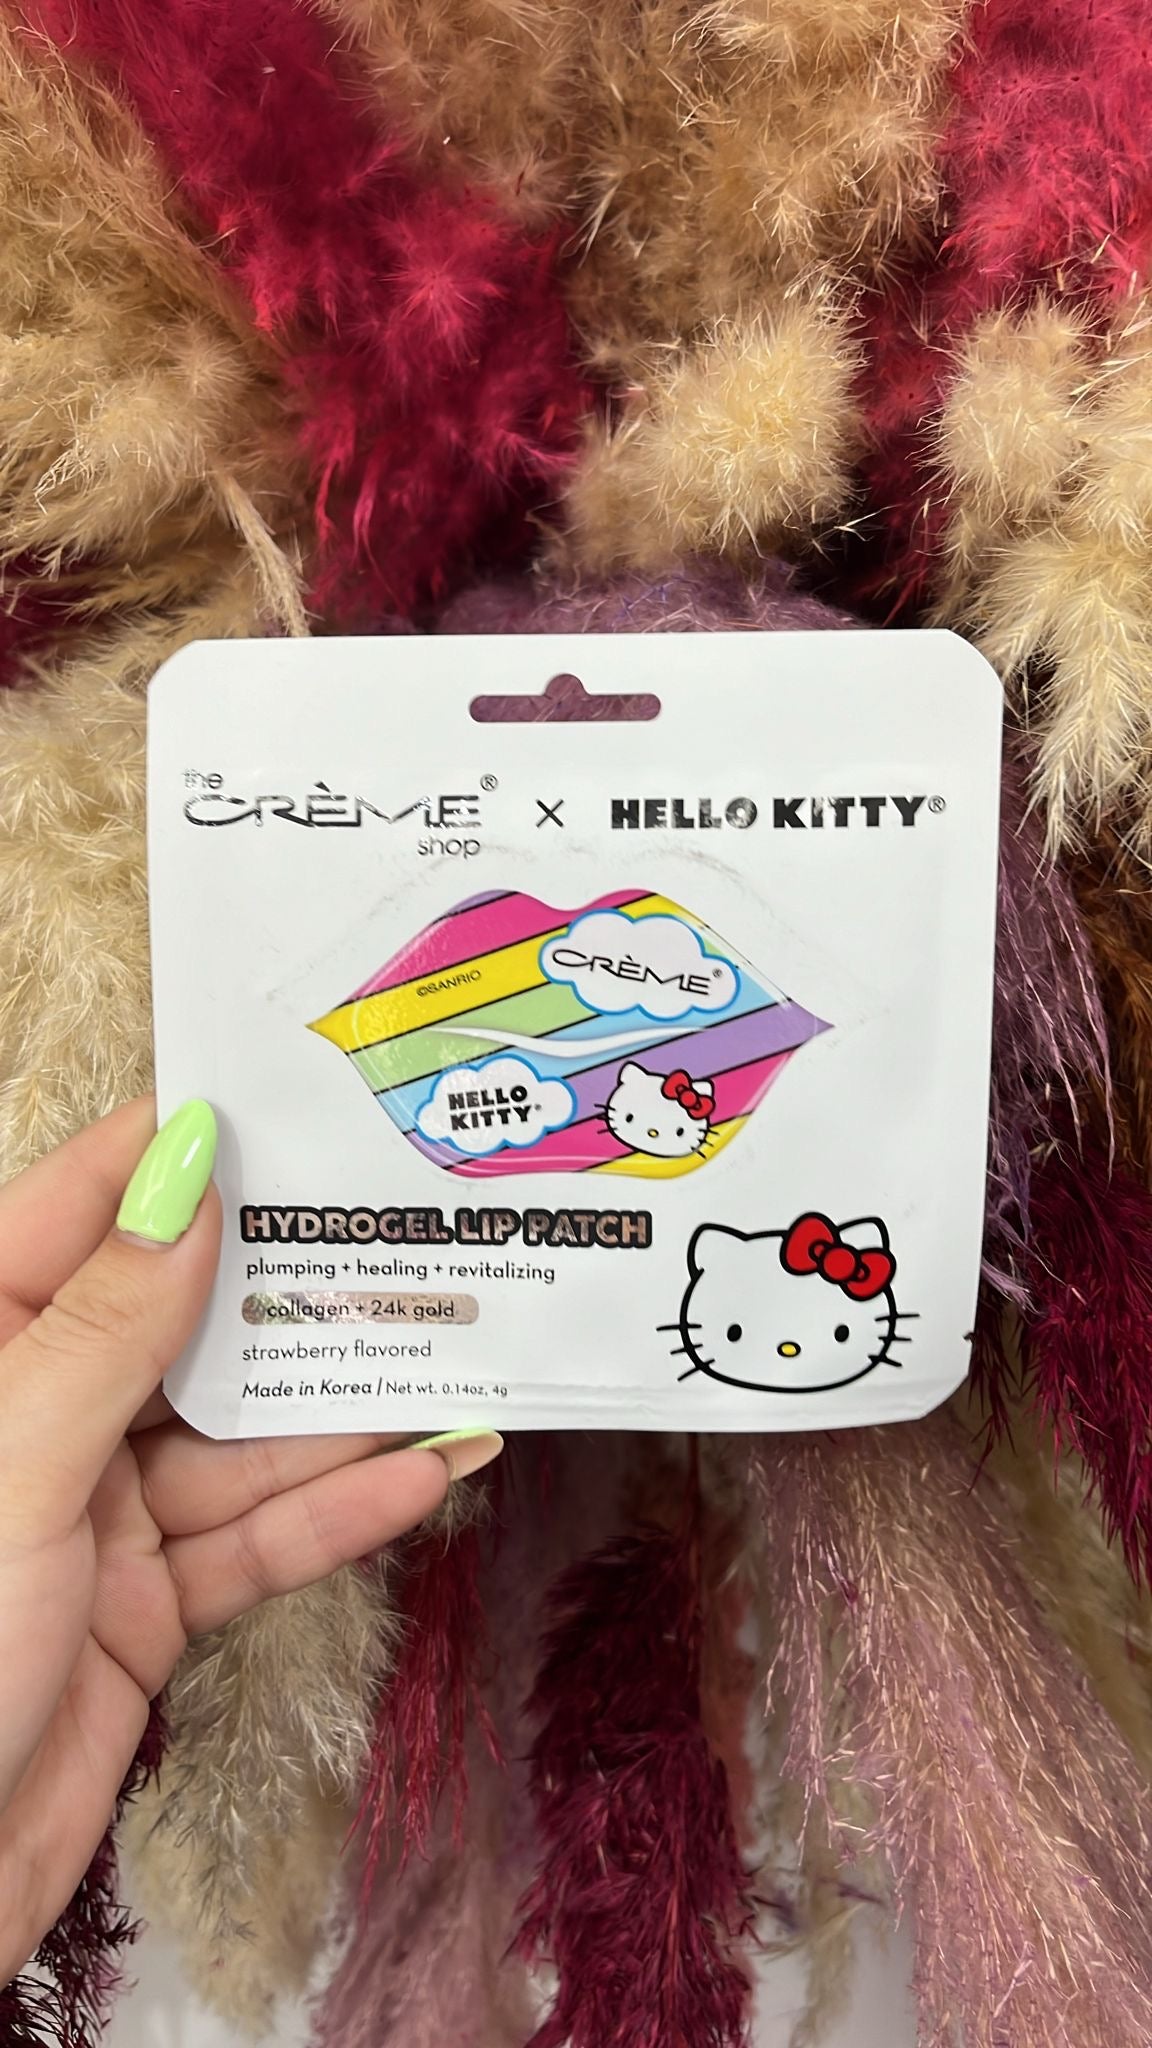 the
CRÈME®
shop
×
HELLO KITTY®
©SANRIO
CRÈME®
HELLO
KITTY®
HYDROGEL LIP PATCH
plumping + healing + revitalizing
collagen + 24k gold
strawberry flavored
Made in Korea | Net wt. 0.14oz, 4g